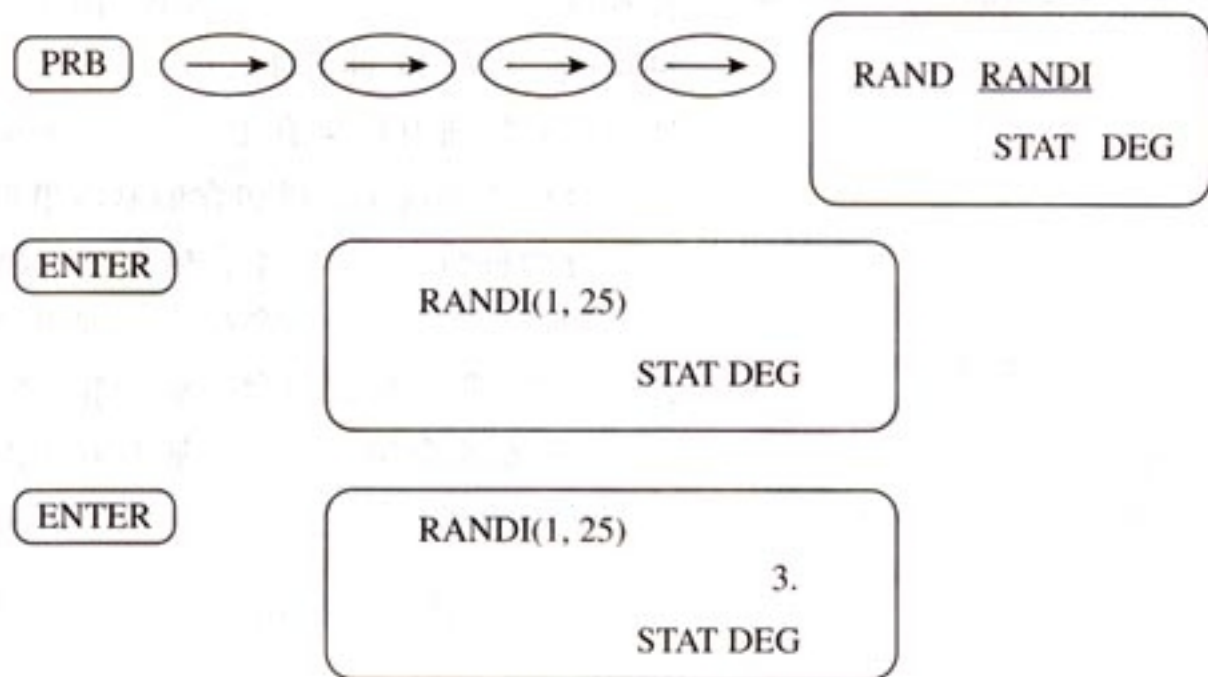 PRB
RAND RANDI
STAT DEG
ENTER
RANDI(1, 25)
STAT DEG
ENTER
RANDI(1, 25)
3.
STAT DEG